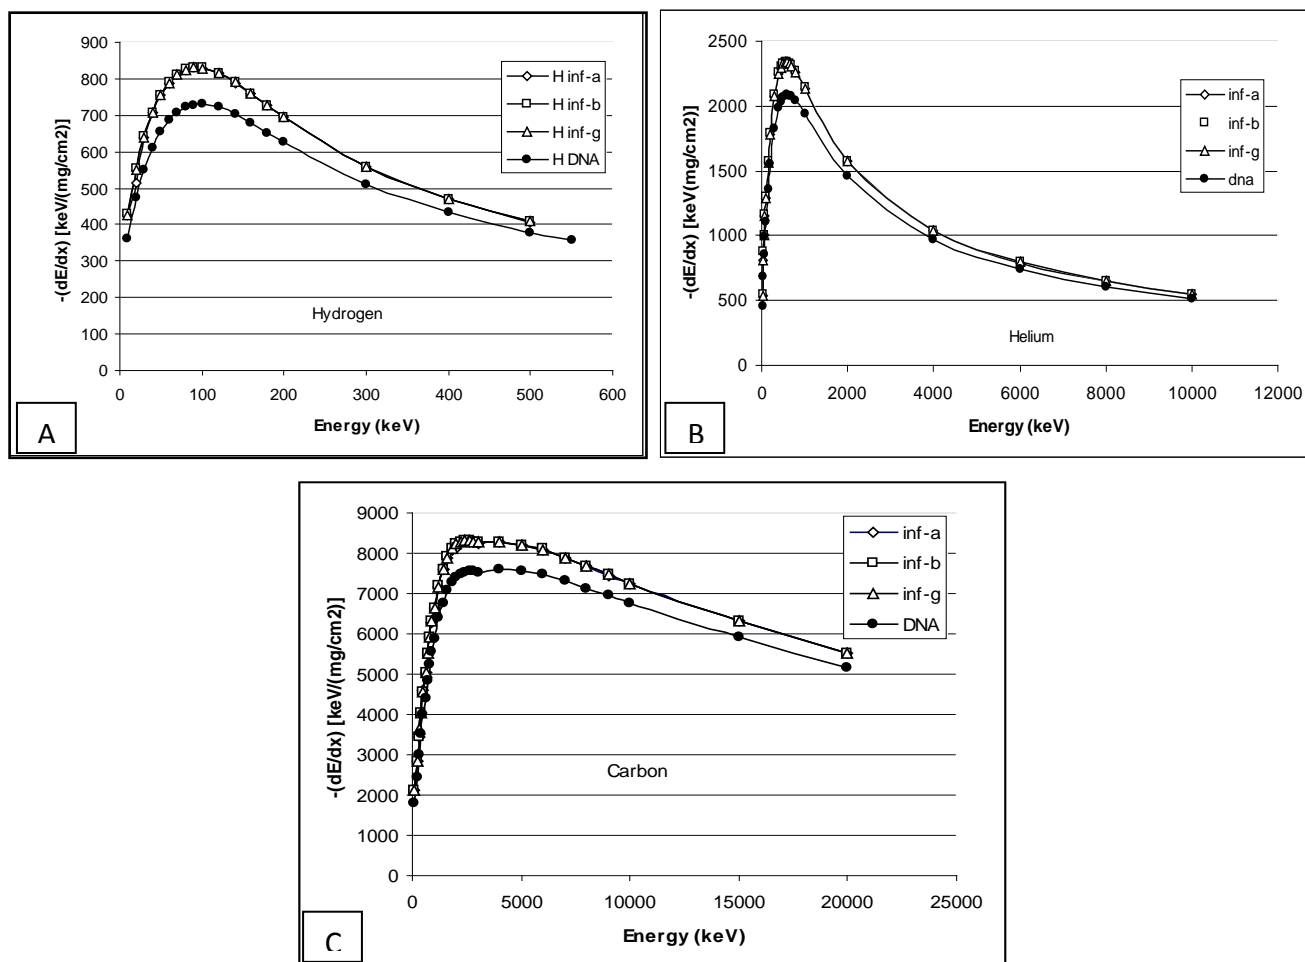 900
800
700
600
500
400
300
200
100
0
-(dE/dx) [keV/(mg/cm2)]
H inf-a
H inf-b
H inf-g
H DNA
Hydrogen
0 100 200 300 400 500 600
Energy (keV)
A
2500
2000
1500
1000
500
0
-(dE/dx) [keV(mg/cm2)]
inf-a
inf-b
inf-g
dna
Helium
0 2000 4000 6000 8000 10000 12000
Energy (keV)
B
9000
8000
7000
6000
5000
4000
3000
2000
1000
0
-(dE/dx) [keV/(mg/cm2)]
inf-a
inf-b
inf-g
DNA
Carbon
0 5000 10000 15000 20000 25000
Energy (keV)
C